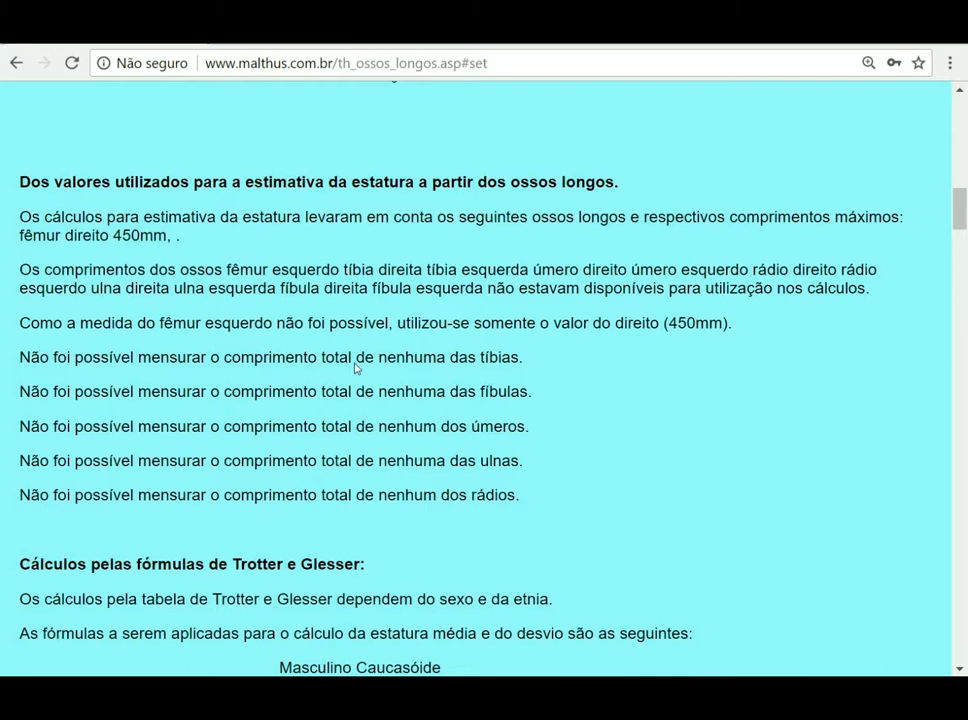 Não seguro
www.malthus.com.br/th_ossos_longos.asp#set
Dos valores utilizados para a estimativa da estatura a partir dos ossos longos.
Os cálculos para estimativa da estatura levaram em conta os seguintes ossos longos e respectivos comprimentos máximos:
fêmur direito 450mm, .
Os comprimentos dos ossos fêmur esquerdo tíbia direita tíbia esquerda úmero direito úmero esquerdo rádio direito rádio
esquerdo ulna direita ulna esquerda fíbula direita fíbula esquerda não estavam disponíveis para utilização nos cálculos.
Como a medida do fêmur esquerdo não foi possível, utilizou-se somente o valor do direito (450mm).
Não foi possível mensurar o comprimento total de nenhuma das tíbias.
Não foi possível mensurar o comprimento total de nenhuma das fíbulas.
Não foi possível mensurar o comprimento total de nenhum dos úmeros.
Não foi possível mensurar o comprimento total de nenhuma das ulnas.
Não foi possível mensurar o comprimento total de nenhum dos rádios.
Cálculos pelas fórmulas de Trotter e Glesser:
Os cálculos pela tabela de Trotter e Glesser dependem do sexo e da etnia.
As fórmulas a serem aplicadas para o cálculo da estatura média e do desvio são as seguintes:
Masculino Caucasóide